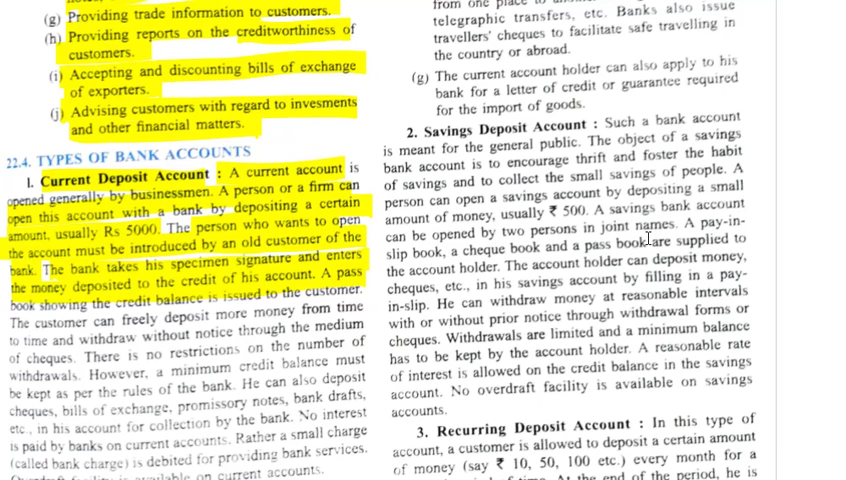 (g) Providing trade information to customers.
(h) Providing reports on the creditworthiness of
customers.
(i) Accepting and discounting bills of exchange
of exporters.
(j) Advising customers with regard to invesments
and other financial matters.
22.4. TYPES OF BANK ACCOUNTS
1. Current Deposit Account : A current account is
opened generally by businessmen. A person or a firm can
open this account with a bank by depositing a certain
amount, usually Rs 5000. The person who wants to open
the account must be introduced by an old customer of the
bank. The bank takes his specimen signature and enters
the money deposited to the credit of his account. A pass
book showing the credit balance is issued to the customer.
The customer can freely deposit more money from time
to time and withdraw without notice through the medium
of cheques. There is no restrictions on the number of
withdrawals. However, a minimum credit balance must
be kept as per the rules of the bank. He can also deposit
cheques, bills of exchange, promissory notes, bank drafts,
etc., in his account for collection by the bank. No interest
is paid by banks on current accounts. Rather a small charge
(called bank charge) is debited for providing bank services.
Overdraft facility is available on current accounts.
from one place to
telegraphic transfers, etc. Banks also issue
travellers' cheques to facilitate safe travelling in
the country or abroad.
(g) The current account holder can also apply to his
bank for a letter of credit or guarantee required
for the import of goods.
2. Savings Deposit Account : Such a bank account
is meant for the general public. The object of a savings
bank account is to encourage thrift and foster the habit
of savings and to collect the small savings of people. A
person can open a savings account by depositing a small
amount of money, usually ₹ 500. A savings bank account
can be opened by two persons in joint names. A pay-in-
slip book, a cheque book and a pass book are supplied to
the account holder. The account holder can deposit money,
cheques, etc., in his savings account by filling in a pay-
in-slip. He can withdraw money at reasonable intervals
with or without prior notice through withdrawal forms or
cheques. Withdrawals are limited and a minimum balance
has to be kept by the account holder. A reasonable rate
of interest is allowed on the credit balance in the savings
account. No overdraft facility is available on savings
accounts.
3. Recurring Deposit Account : In this type of
account, a customer is allowed to deposit a certain amount
of money (say ₹ 10, 50, 100 etc.) every month for a
of time. At the end of the period, he is